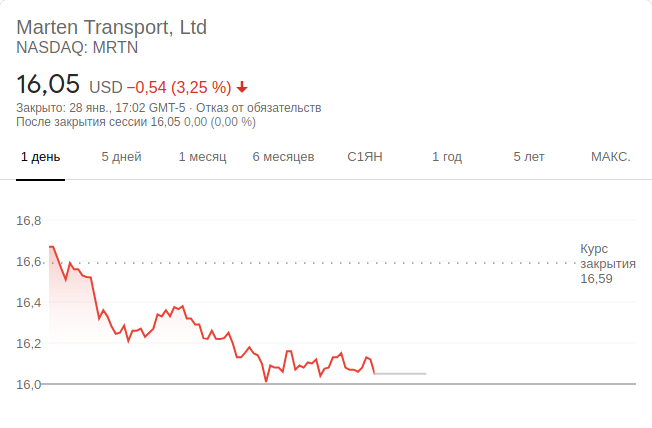 Marten Transport, Ltd
NASDAQ: MRTN
16,05 USD −0,54 (3,25 %)
Закрыто: 28 янв., 17:02 GMT-5 · Отказ от обязательств
После закрытия сессии 16,05 0,00 (0,00 %)
1 день 5 дней 1 месяц 6 месяцев С1ЯН 1 год 5 лет МАКС.
16,8
16,6
16,4
16,2
16,0
Курс
закрытия
16,59